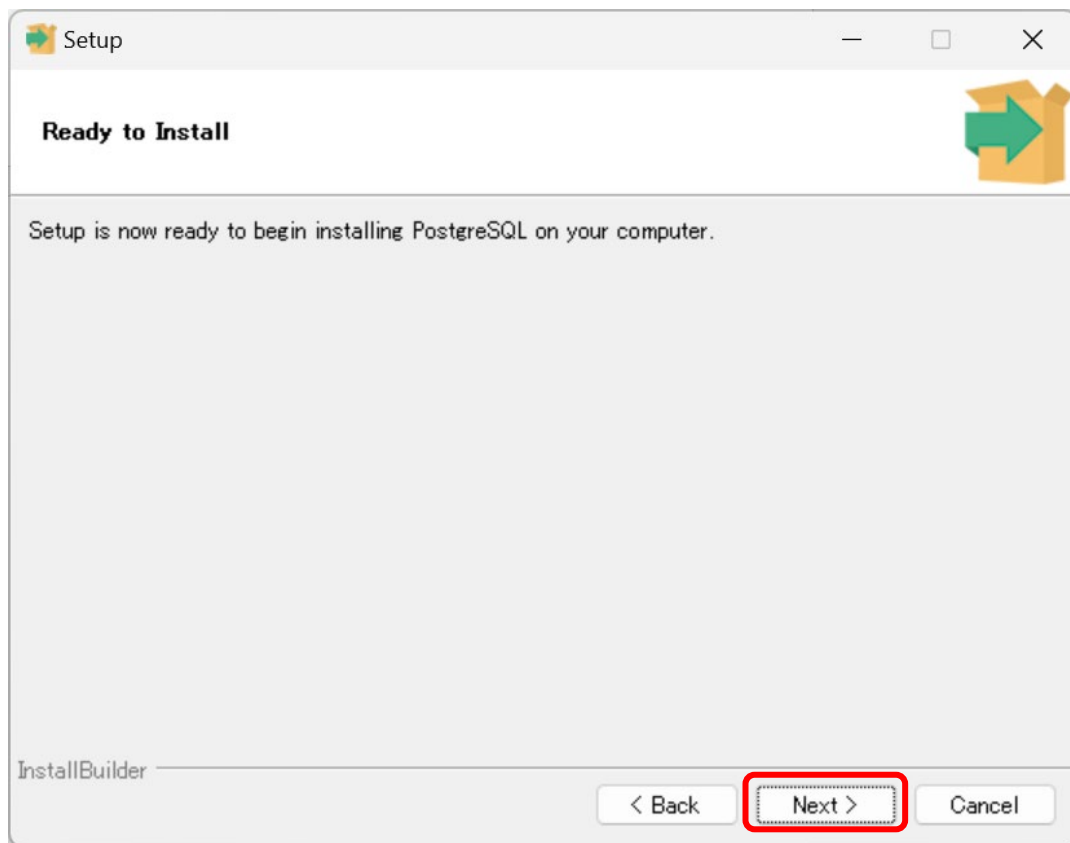 Setup
Ready to Install
Setup is now ready to begin installing PostgreSQL on your computer.
InstallBuilder
< Back
Next >
Cancel